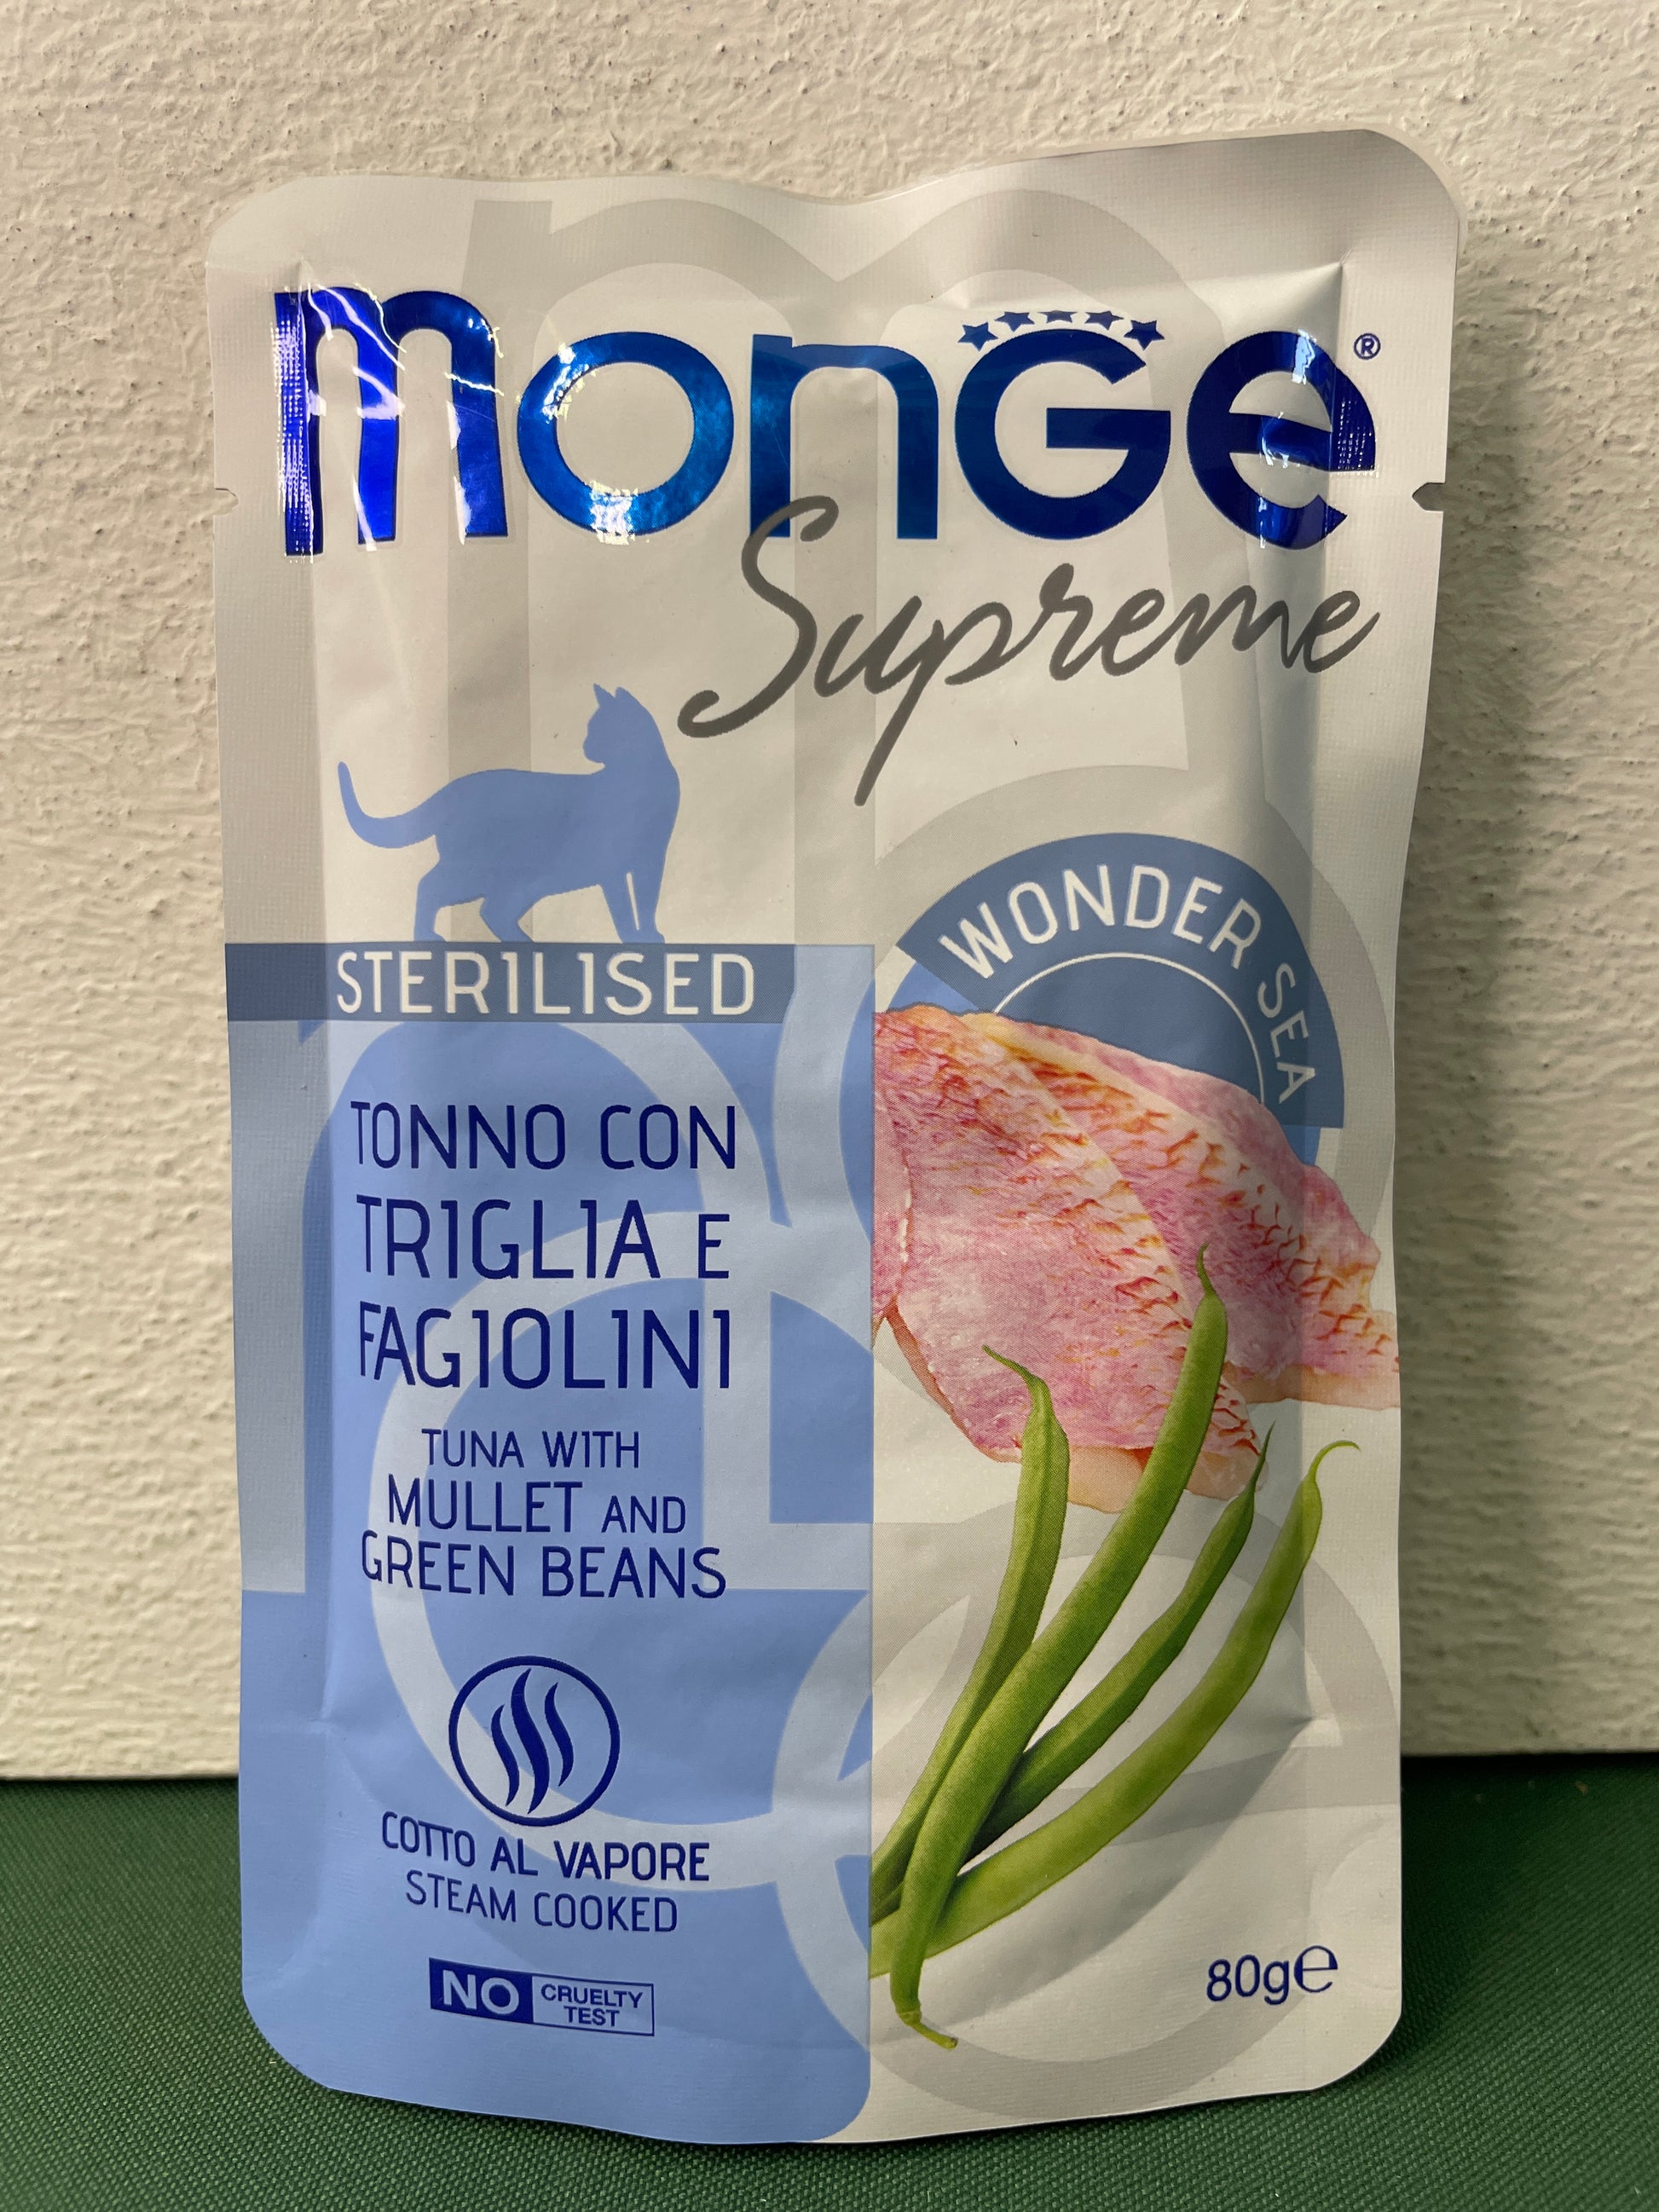 monGe®
Supreme
WONDER SEA
STERILISED
TONNO CON
TRIGLIA E
FAGIOLINI
TUNA WITH
MULLET AND
GREEN BEANS
COTTO AL VAPORE
STEAM COOKED
NO CRUELTY
TEST
80g℮